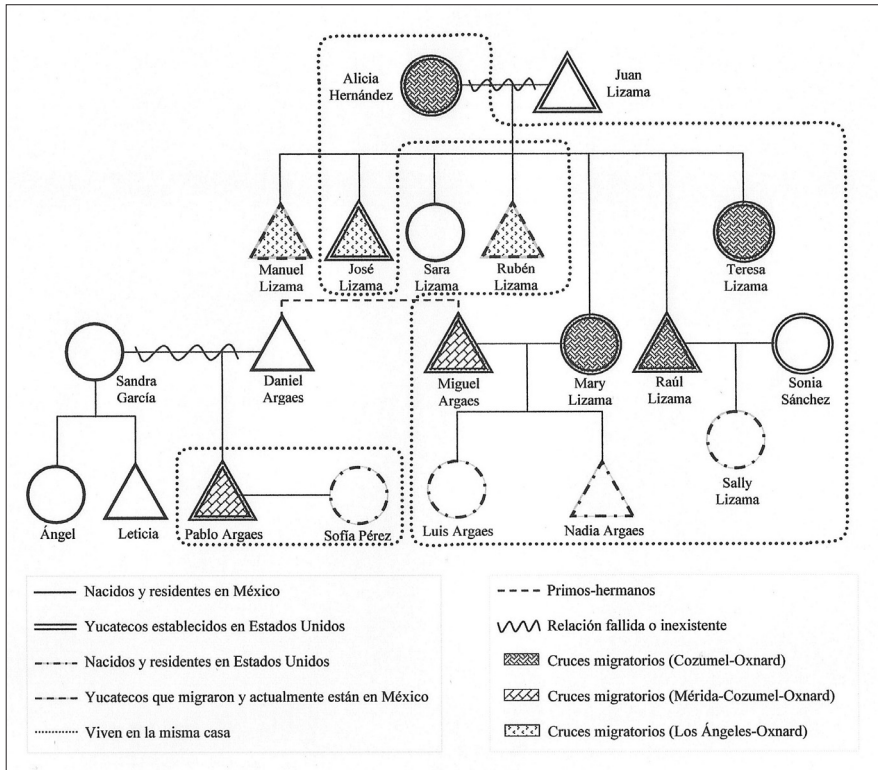 Alicia
Hernández
Juan
Lizama
Manuel
Lizama
José
Lizama
Sara
Lizama
Rubén
Lizama
Teresa
Lizama
Sandra
García
Daniel
Argaes
Miguel
Argaes
Mary
Lizama
Raúl
Lizama
Sonia
Sánchez
Sally
Lizama
Ángel
Leticia
Pablo Argaes
Sofía Pérez
Luis Argaes
Nadia Argaes
Nacidos y residentes en México
Yucatecos establecidos en Estados Unidos
Nacidos y residentes en Estados Unidos
Yucatecos que migraron y actualmente están en México
Viven en la misma casa
Primos-hermanos
Relación fallida o inexistente
Cruces migratorios (Cozumel-Oxnard)
Cruces migratorios (Mérida-Cozumel-Oxnard)
Cruces migratorios (Los Ángeles-Oxnard)